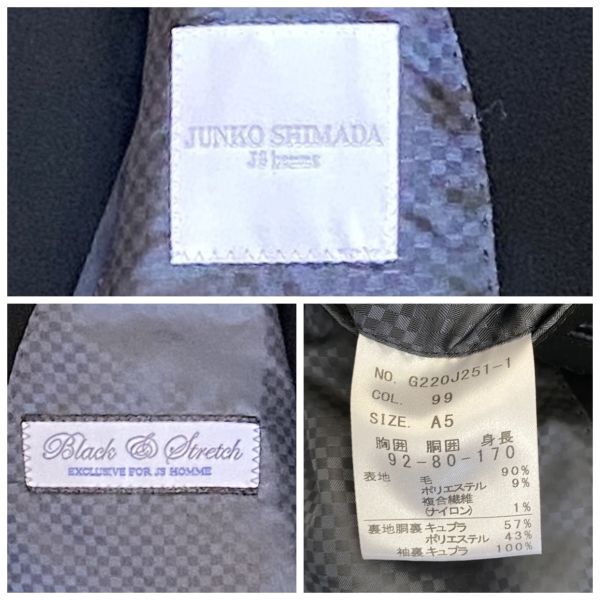 JUNKO SHIMADA
JS homme
Black & Stretch
EXCLUSIVE FOR JS HOMME
NO. G220J251-1
COL. 99
SIZE. A5
胸囲 胴囲 身長
92-80-170
表地 毛 90%
ポリエステル 9%
複合繊維
(ナイロン) 1%
裏地胴裏 キュプラ 57%
ポリエステル 43%
袖裏 キュプラ 100%